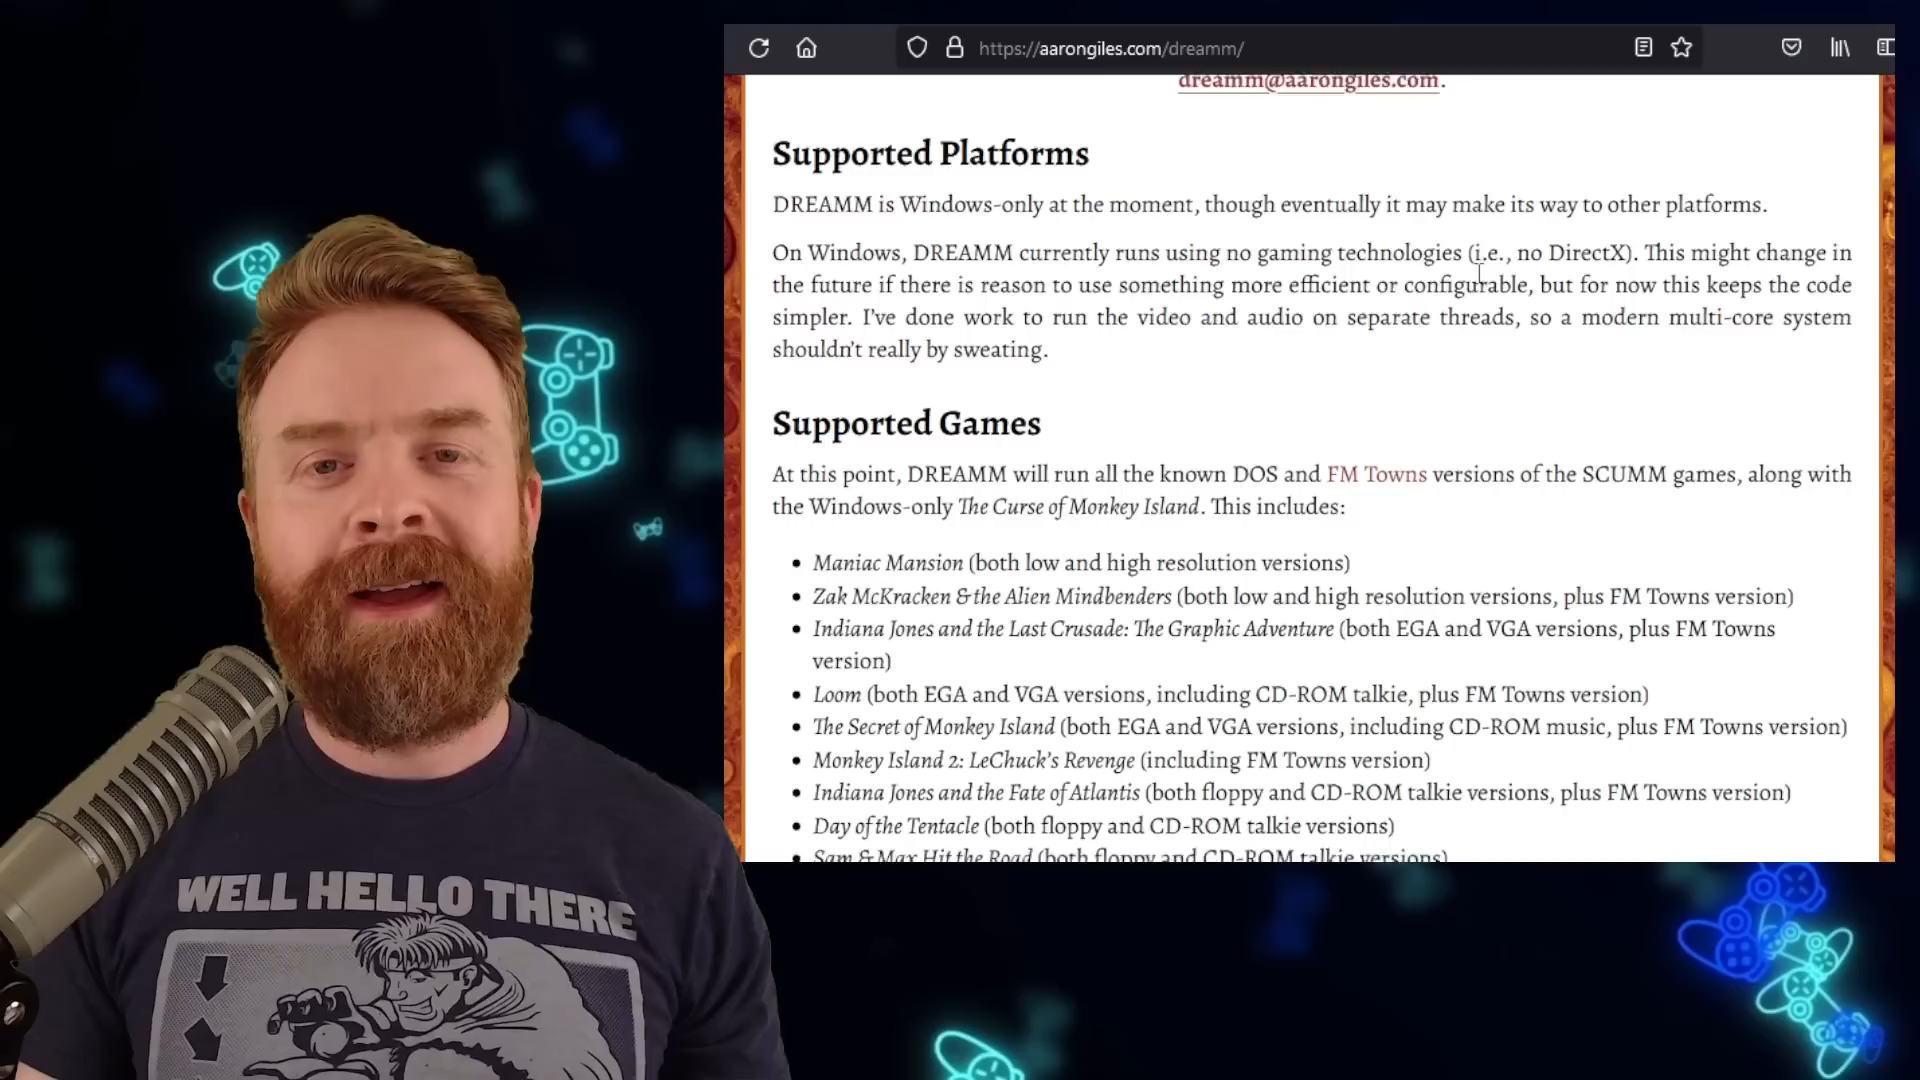 https://aarongiles.com/dreamm/
dreamm@aarongiles.com.
Supported Platforms
DREAMM is Windows-only at the moment, though eventually it may make its way to other platforms.
On Windows, DREAMM currently runs using no gaming technologies (i.e., no DirectX). This might change in
the future if there is reason to use something more efficient or configurable, but for now this keeps the code
simpler. I've done work to run the video and audio on separate threads, so a modern multi-core system
shouldn't really by sweating.
Supported Games
At this point, DREAMM will run all the known DOS and FM Towns versions of the SCUMM games, along with
the Windows-only The Curse of Monkey Island. This includes:
• Maniac Mansion (both low and high resolution versions)
• Zak McKracken & the Alien Mindbenders (both low and high resolution versions, plus FM Towns version)
• Indiana Jones and the Last Crusade: The Graphic Adventure (both EGA and VGA versions, plus FM Towns
version)
• Loom (both EGA and VGA versions, including CD-ROM talkie, plus FM Towns version)
• The Secret of Monkey Island (both EGA and VGA versions, including CD-ROM music, plus FM Towns version)
• Monkey Island 2: LeChuck's Revenge (including FM Towns version)
• Indiana Jones and the Fate of Atlantis (both floppy and CD-ROM talkie versions, plus FM Towns version)
• Day of the Tentacle (both floppy and CD-ROM talkie versions)
• Sam & Max Hit the Road (both floppy and CD-ROM talkie versions)
WELL HELLO THERE